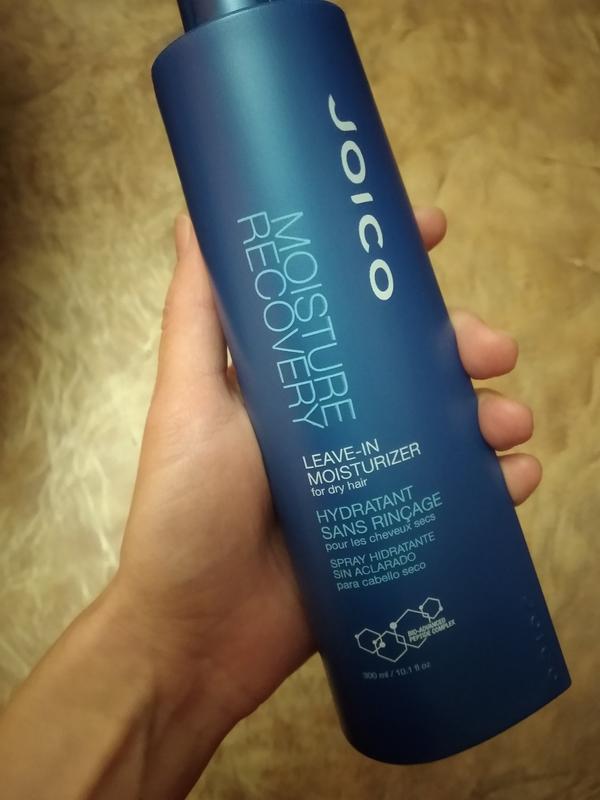 JOICO
MOISTURE
RECOVERY
LEAVE-IN
MOISTURIZER
for dry hair
HYDRATANT
SANS RINÇAGE
pour les cheveux secs
SPRAY HIDRATANTE
SIN ACLARADO
para cabello seco
BIO-ADVANCED
PEPTIDE COMPLEX
300 ml / 10.1 fl oz
JOICO